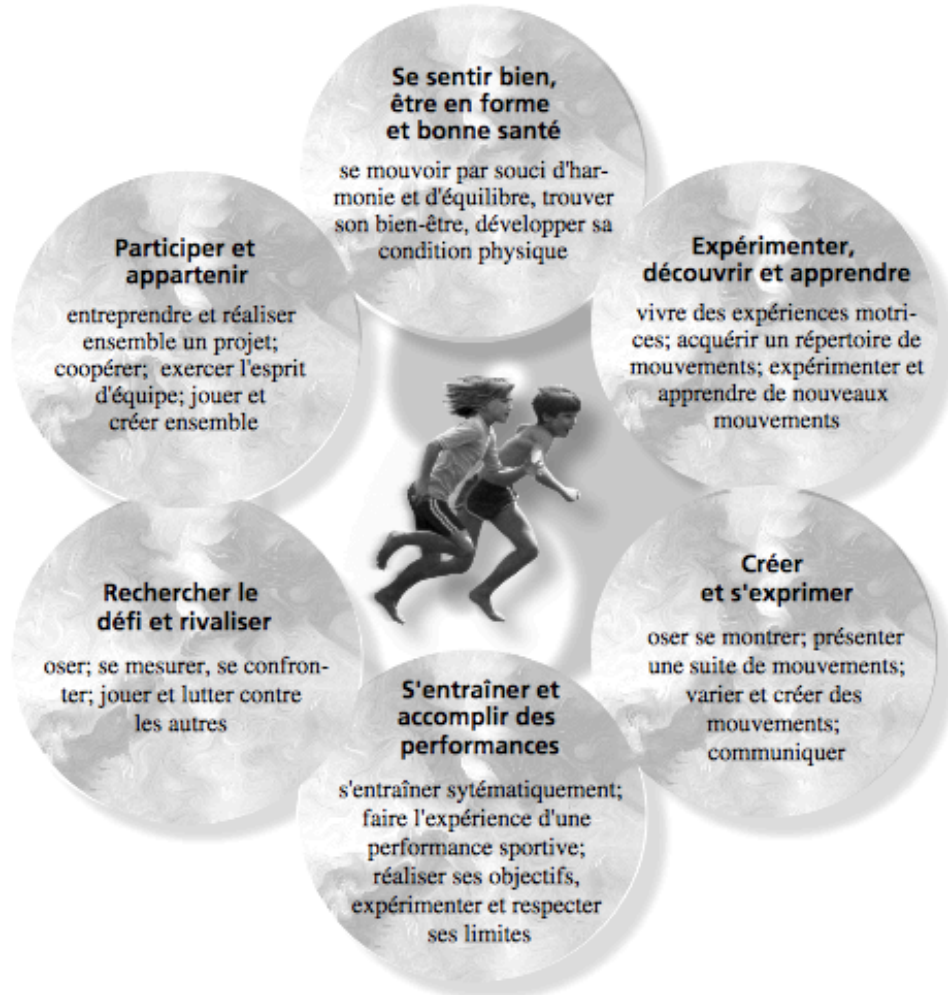 Se sentir bien,
être en forme
et bonne santé
se mouvoir par souci d'har-
monie et d'équilibre, trouver
son bien-être, développer sa
condition physique
Expérimenter,
découvrir et apprendre
vivre des expériences motri-
ces; acquérir un répertoire de
mouvements; expérimenter et
apprendre de nouveaux
mouvements
Créer
et s'exprimer
oser se montrer; présenter
une suite de mouvements;
varier et créer des
mouvements;
communiquer
S'entraîner et
accomplir des
performances
s'entraîner sytématiquement;
faire l'expérience d'une
performance sportive;
réaliser ses objectifs,
expérimenter et respecter
ses limites
Rechercher le
défi et rivaliser
oser; se mesurer, se confron-
ter; jouer et lutter contre
les autres
Participer et
appartenir
entreprendre et réaliser
ensemble un projet;
coopérer; exercer l'esprit
d'équipe; jouer et
créer ensemble